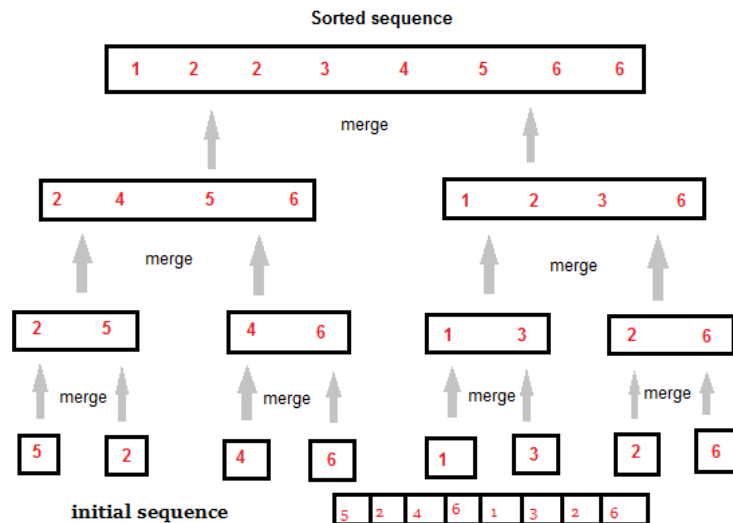 Sorted sequence
1 2 2 3 4 5 6 6
merge
2 4 5 6 1 2 3 6
merge merge
2 5 4 6 1 3 2 6
merge merge merge merge
5 2 4 6 1 3 2 6
initial sequence 5 2 4 6 1 3 2 6